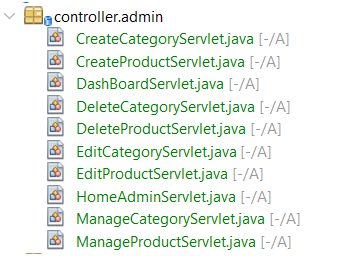 controller.admin
CreateCategoryServlet.java [-/A]
CreateProductServlet.java [-/A]
DashBoardServlet.java [-/A]
DeleteCategoryServlet.java [-/A]
DeleteProductServlet.java [-/A]
EditCategoryServlet.java [-/A]
EditProductServlet.java [-/A]
HomeAdminServlet.java [-/A]
ManageCategoryServlet.java [-/A]
ManageProductServlet.java [-/A]